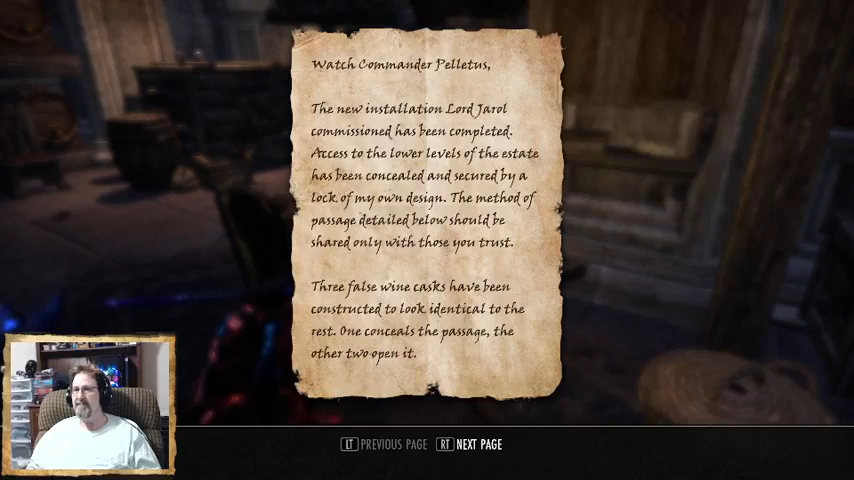 Watch Commander Pelletus,
The new installation Lord Jarol
commissioned has been completed.
Access to the lower levels of the estate
has been concealed and secured by a
lock of my own design. The method of
passage detailed below should be
shared only with those you trust.
Three false wine casks have been
constructed to look identical to the
rest. One conceals the passage, the
other two open it.
LT PREVIOUS PAGE RT NEXT PAGE